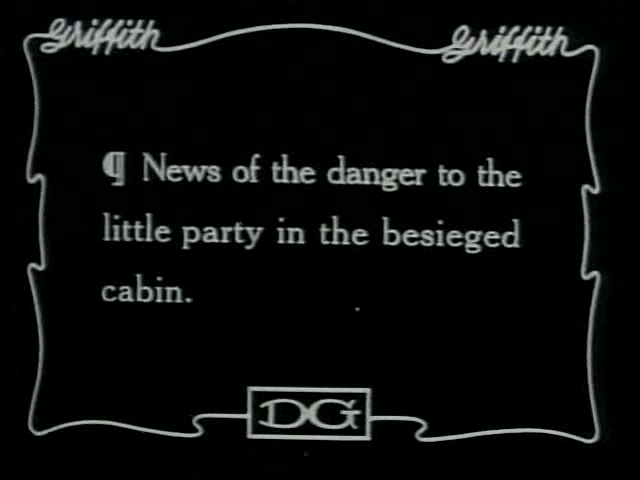 Griffith Griffith
¶ News of the danger to the
little party in the besieged
cabin.
DG